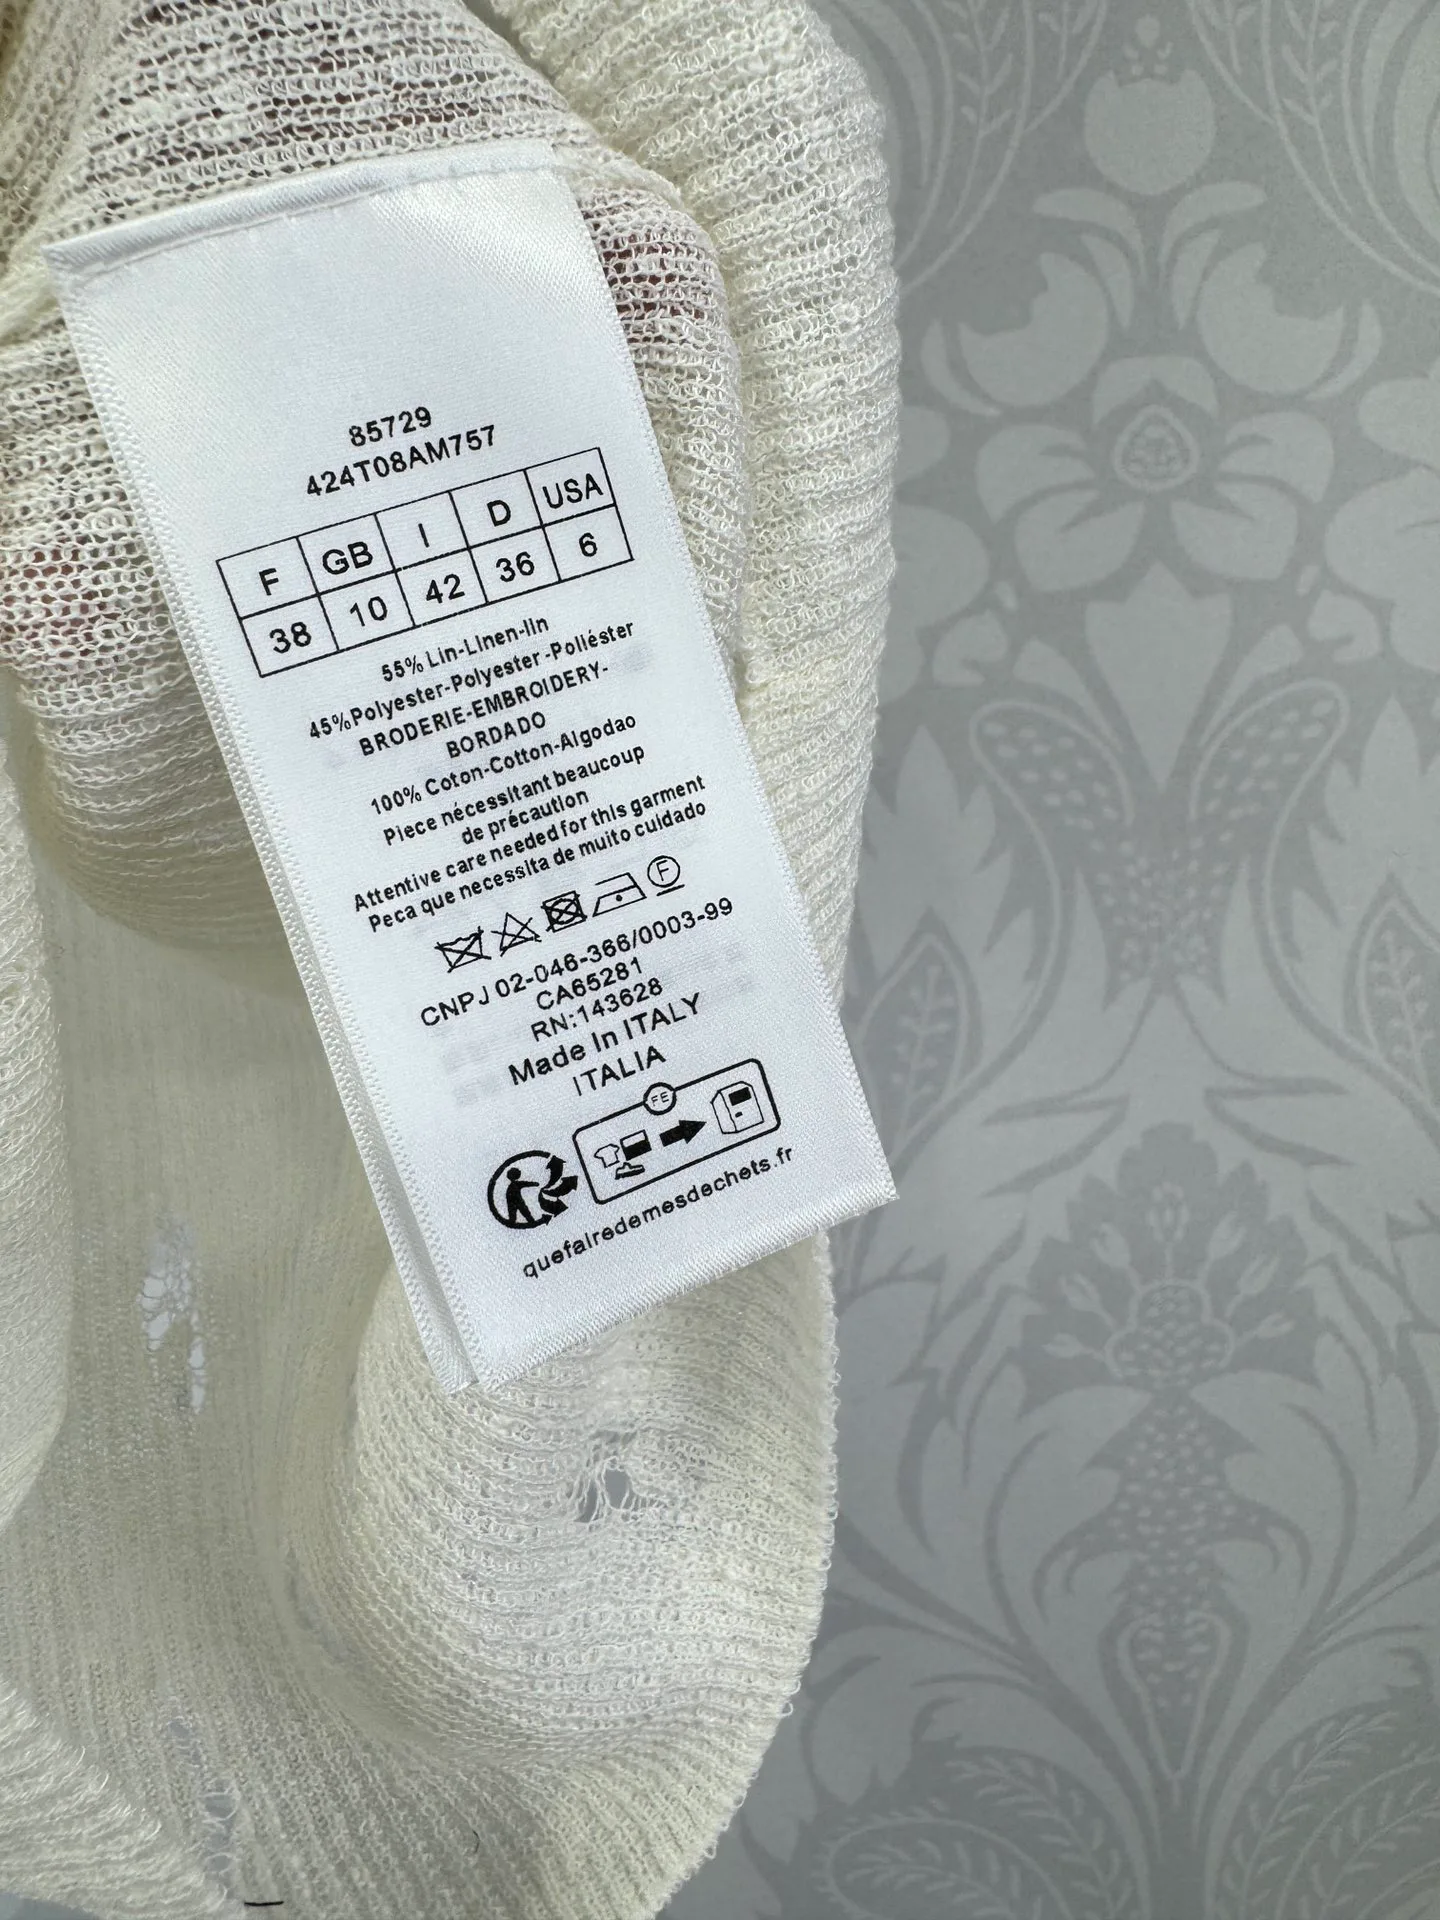 85729
424T08AM757
F GB I D USA
38 10 42 36 6
55% Lin-Linen-lin
45%Polyester-Polyester-Poliéster
BRODERIE-EMBROIDERY-
BORDADO
100% Coton-Cotton-Algodao
Piece nécessitant beaucoup
de précaution
Attentive care needed for this garment
Peca que necessita de muito cuidado
F
CNPJ 02-046-366/0003-99
CA65281
RN:143628
Made In ITALY
ITALIA
FE
quefairedemesdechets.fr